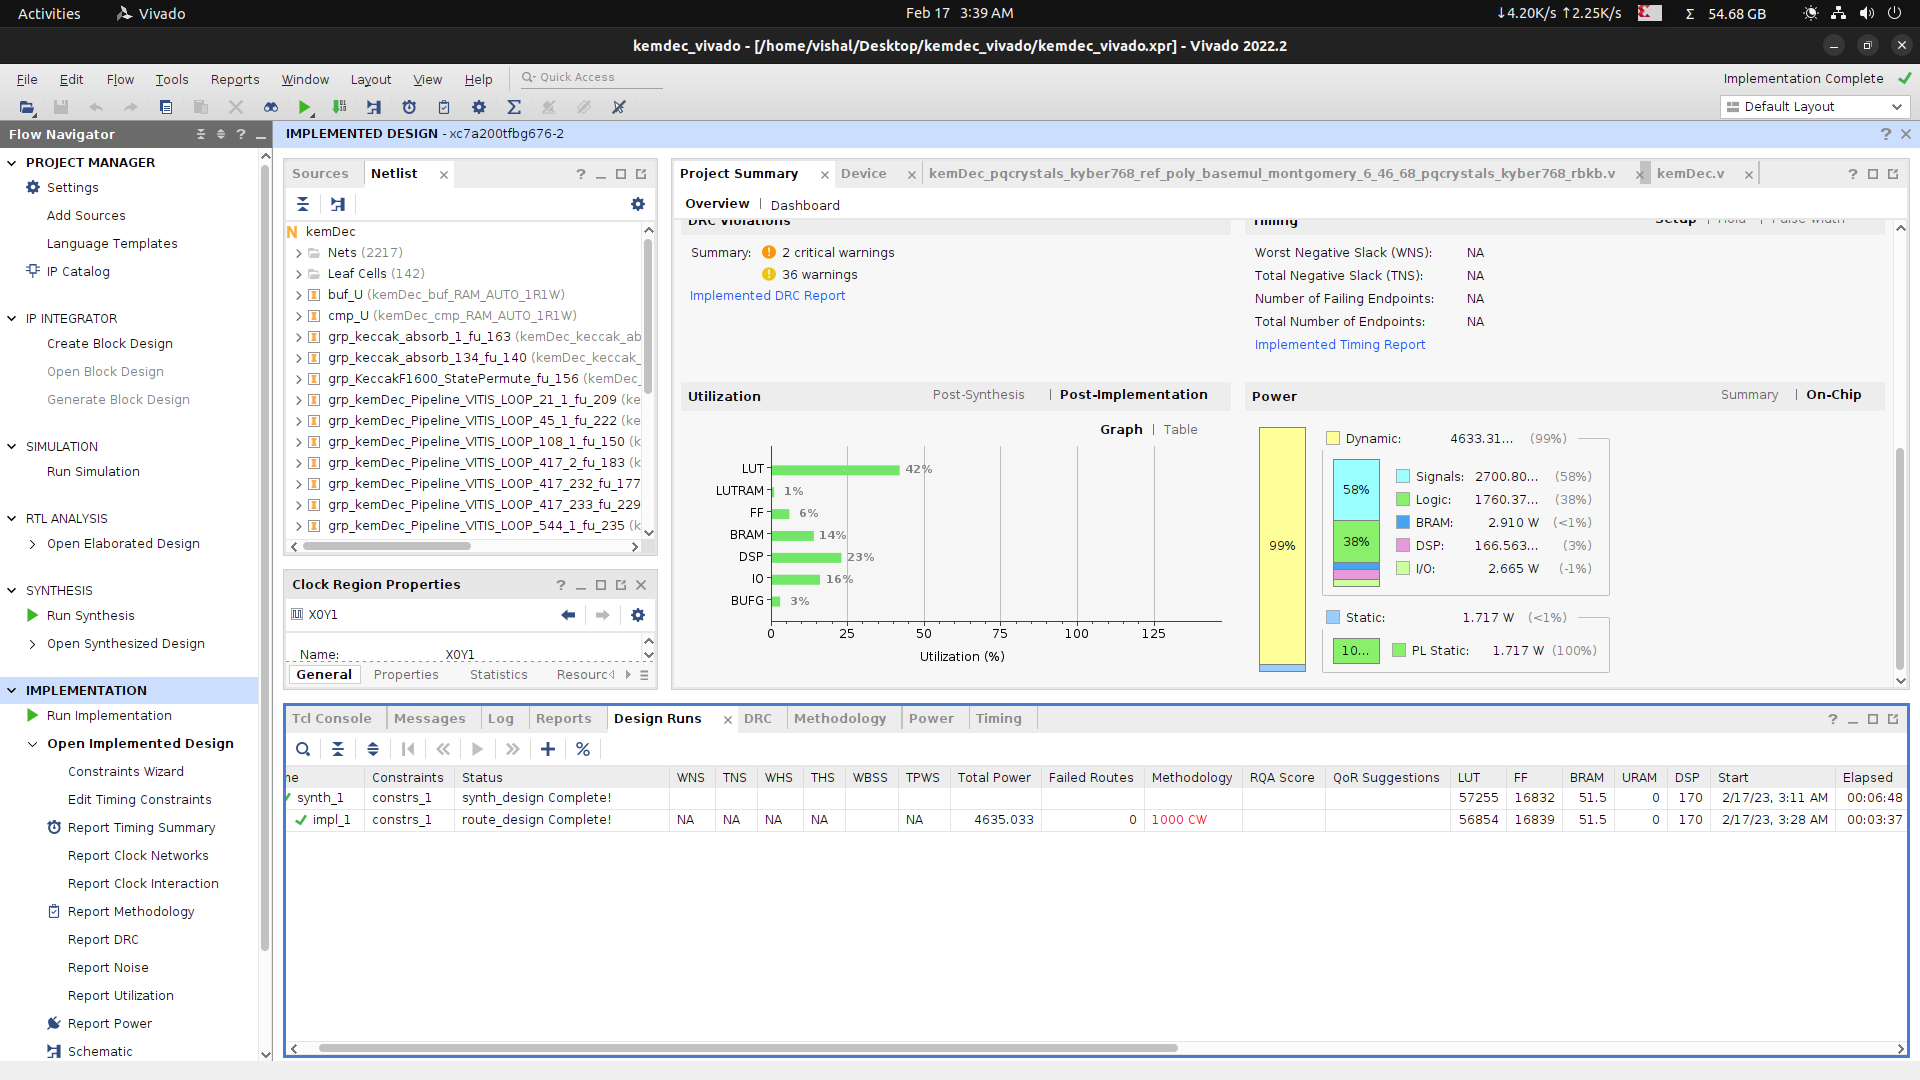 Activities Vivado Feb 17 3:39 AM ↓4.20K/s ↑2.25K/s Σ 54.68 GB
kemdec_vivado - [/home/vishal/Desktop/kemdec_vivado/kemdec_vivado.xpr] - Vivado 2022.2
File Edit Flow Tools Reports Window Layout View Help Quick Access Implementation Complete
Default Layout
Flow Navigator
IMPLEMENTED DESIGN - xc7a200tfbg676-2
PROJECT MANAGER
Settings
Add Sources
Language Templates
IP Catalog
IP INTEGRATOR
Create Block Design
Open Block Design
Generate Block Design
SIMULATION
Run Simulation
RTL ANALYSIS
Open Elaborated Design
SYNTHESIS
Run Synthesis
Open Synthesized Design
IMPLEMENTATION
Run Implementation
Open Implemented Design
Constraints Wizard
Edit Timing Constraints
Report Timing Summary
Report Clock Networks
Report Clock Interaction
Report Methodology
Report DRC
Report Noise
Report Utilization
Report Power
Schematic
Sources Netlist
kemDec
Nets (2217)
Leaf Cells (142)
buf_U (kemDec_buf_RAM_AUTO_1R1W)
cmp_U (kemDec_cmp_RAM_AUTO_1R1W)
grp_keccak_absorb_1_fu_163 (kemDec_keccak_ab
grp_keccak_absorb_134_fu_140 (kemDec_keccak_
grp_KeccakF1600_StatePermute_fu_156 (kemDec_
grp_kemDec_Pipeline_VITIS_LOOP_21_1_fu_209 (ke
grp_kemDec_Pipeline_VITIS_LOOP_45_1_fu_222 (ke
grp_kemDec_Pipeline_VITIS_LOOP_108_1_fu_150 (k
grp_kemDec_Pipeline_VITIS_LOOP_417_2_fu_183 (k
grp_kemDec_Pipeline_VITIS_LOOP_417_232_fu_177
grp_kemDec_Pipeline_VITIS_LOOP_417_233_fu_229
grp_kemDec_Pipeline_VITIS_LOOP_544_1_fu_235 (k
Clock Region Properties
X0Y1
Name: X0Y1
General Properties Statistics Resourc
Project Summary Device kemDec_pqcrystals_kyber768_ref_poly_basemul_montgomery_6_46_68_pqcrystals_kyber768_rbkb.v kemDec.v
Overview | Dashboard
DRC Violations
Summary: 2 critical warnings
36 warnings
Implemented DRC Report
Timing Setup | Hold | Pulse Width
Worst Negative Slack (WNS): NA
Total Negative Slack (TNS): NA
Number of Failing Endpoints: NA
Total Number of Endpoints: NA
Implemented Timing Report
Utilization Post-Synthesis | Post-Implementation
Graph | Table
LUT 42%
LUTRAM 1%
FF 6%
BRAM 14%
DSP 23%
IO 16%
BUFG 3%
0 25 50 75 100 125
Utilization (%)
Power Summary | On-Chip
99%
Dynamic: 4633.31... (99%)
58%
38%
Signals: 2700.80... (58%)
Logic: 1760.37... (38%)
BRAM: 2.910 W (<1%)
DSP: 166.563... (3%)
I/O: 2.665 W (-1%)
Static: 1.717 W (<1%)
10...
PL Static: 1.717 W (100%)
Tcl Console Messages Log Reports Design Runs DRC Methodology Power Timing
me Constraints Status WNS TNS WHS THS WBSS TPWS Total Power Failed Routes Methodology RQA Score QoR Suggestions LUT FF BRAM URAM DSP Start Elapsed
synth_1 constrs_1 synth_design Complete! 57255 16832 51.5 0 170 2/17/23, 3:11 AM 00:06:48
impl_1 constrs_1 route_design Complete! NA NA NA NA NA 4635.033 0 1000 CW 56854 16839 51.5 0 170 2/17/23, 3:28 AM 00:03:37